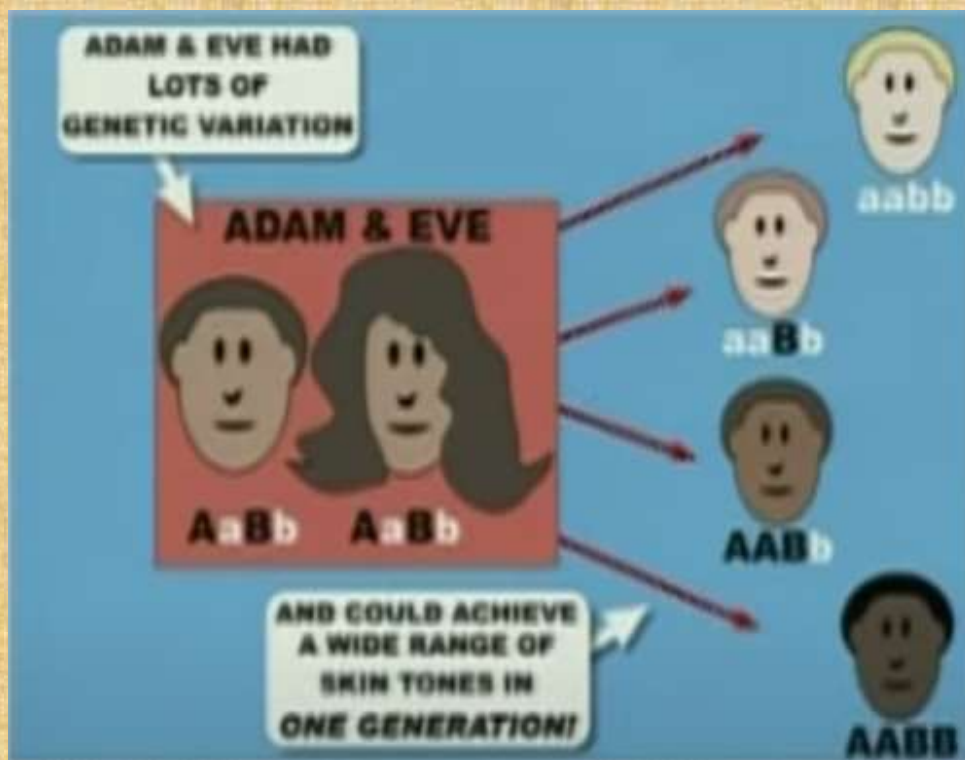 ADAM & EVE HAD
LOTS OF
GENETIC VARIATION
ADAM & EVE
AaBb AaBb
aabb
aaBb
AABb
AABB
AND COULD ACHIEVE
A WIDE RANGE OF
SKIN TONES IN
ONE GENERATION!